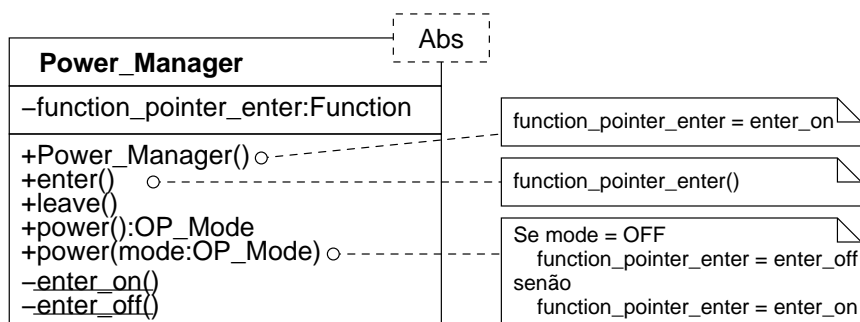 Abs
Power_Manager
–function_pointer_enter:Function
+Power_Manager()
+enter()
+leave()
+power():OP_Mode
+power(mode:OP_Mode)
–enter_on()
–enter_off()
function_pointer_enter = enter_on
function_pointer_enter()
Se mode = OFF
function_pointer_enter = enter_off
senão
function_pointer_enter = enter_on